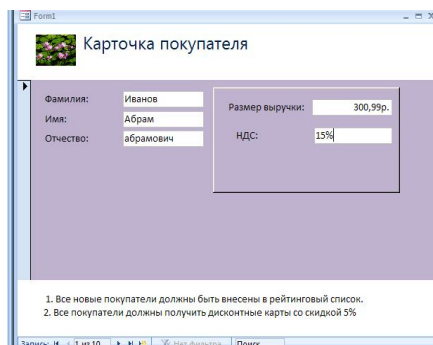 Form1
Карточка покупателя
Фамилия: Иванов
Имя: Абрам
Отчество: абрамович
Размер выручки: 300,99р.
НДС: 15%
1. Все новые покупатели должны быть внесены в рейтинговый список.
2. Все покупатели должны получить дисконтные карты со скидкой 5%
Запись: 1 из 10 Нет фильтра Поиск